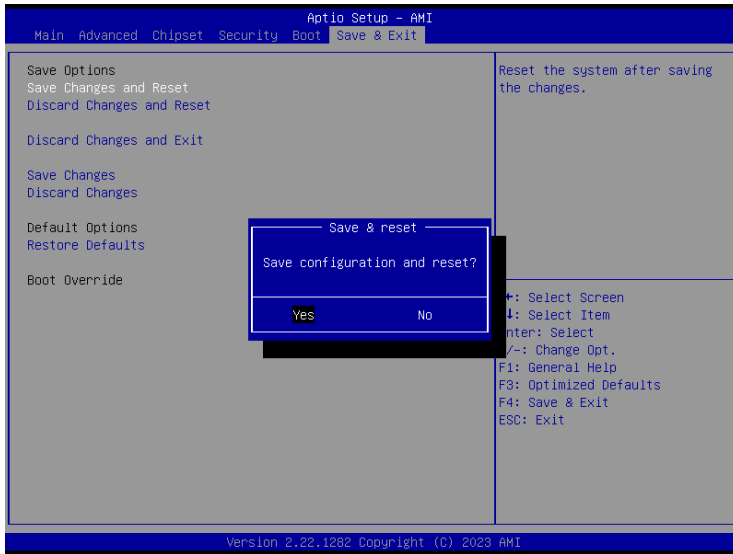 Aptio Setup – AMI
Main Advanced Chipset Security Boot Save & Exit
Save Options
Save Changes and Reset
Discard Changes and Reset
Discard Changes and Exit
Save Changes
Discard Changes
Default Options
Restore Defaults
Boot Override
Save & reset
Save configuration and reset?
Yes No
Reset the system after saving
the changes.
←: Select Screen
↓: Select Item
nter: Select
/–: Change Opt.
F1: General Help
F3: Optimized Defaults
F4: Save & Exit
ESC: Exit
Version 2.22.1282 Copyright (C) 2023 AMI